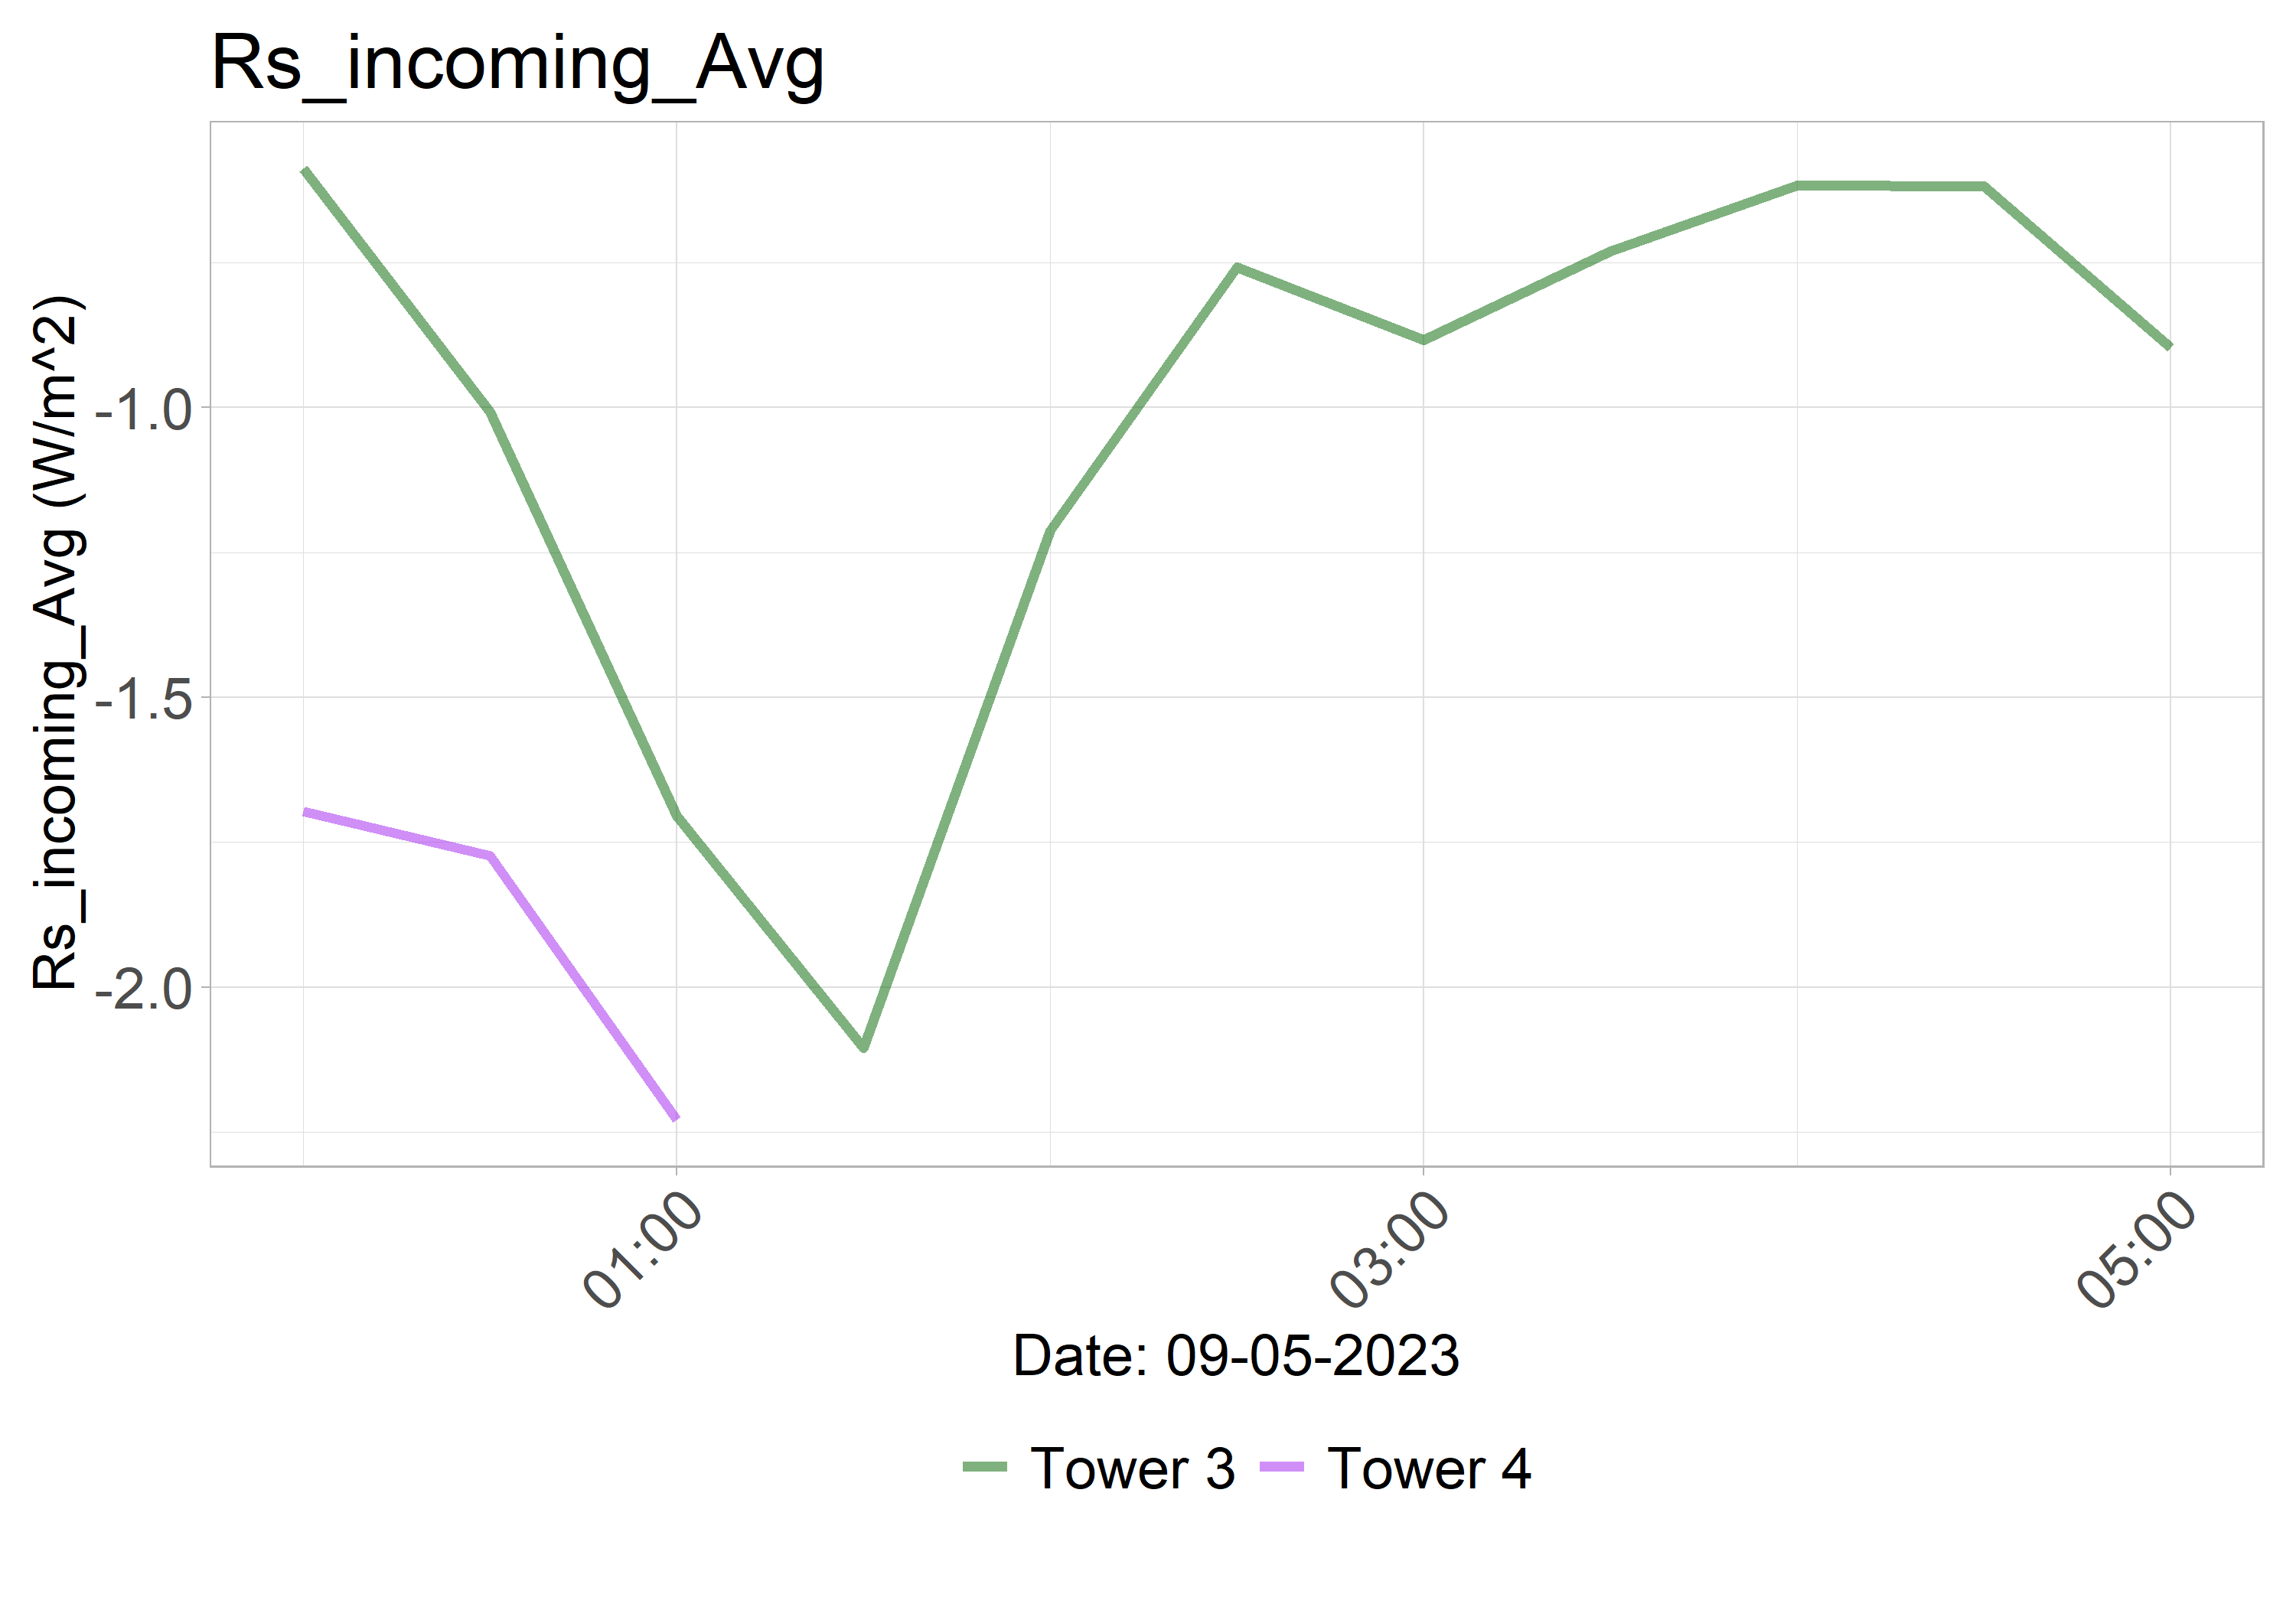 Rs_incoming_Avg
Rs_incoming_Avg (W/m^2)
-1.0
-1.5
-2.0
01:00
03:00
05:00
Date: 09-05-2023
Tower 3
Tower 4